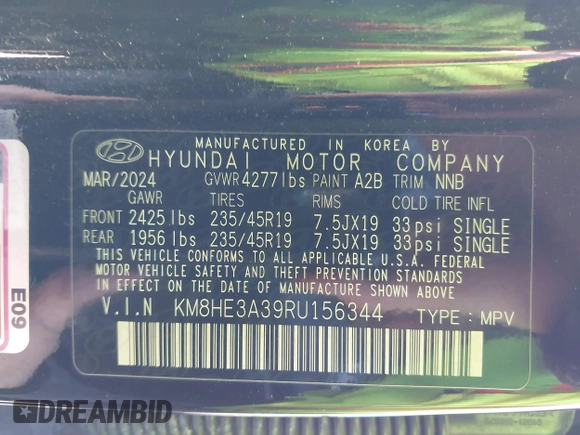 MANUFACTURED IN KOREA BY
HYUNDAI MOTOR COMPANY
MAR/2024 GVWR 4277lbs PAINT A2B TRIM NNB
GAWR TIRES RIMS COLD TIRE INFL
FRONT 2425 lbs 235/45R19 7.5JX19 33psi SINGLE
REAR 1956 lbs 235/45R19 7.5JX19 33psi SINGLE
THIS VEHICLE CONFORMS TO ALL APPLICABLE U.S.A. FEDERAL
MOTOR VEHICLE SAFETY AND THEFT PREVENTION STANDARDS
IN EFFECT ON THE DATE OF MANUFACTURE SHOWN ABOVE.
V.I.N KM8HE3A39RU156344 TYPE : MPV
E09
DREAMBID